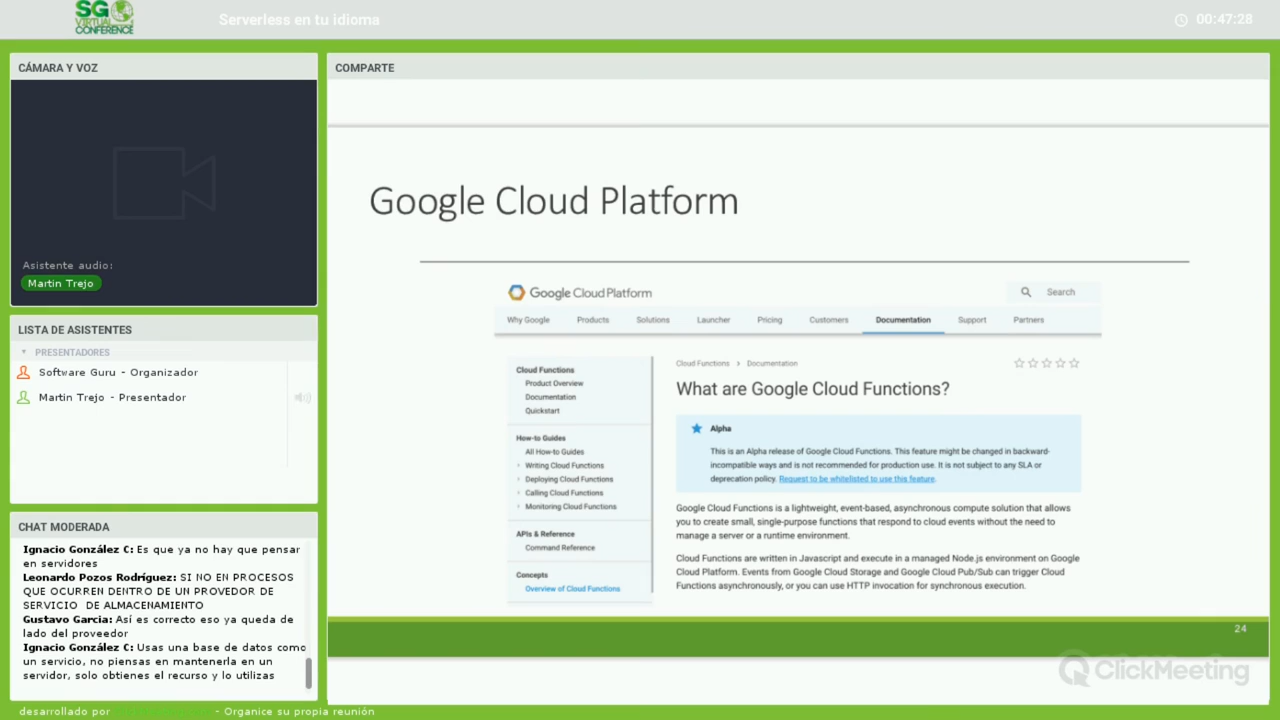 SG
VIRTUAL
CONFERENCE
Serverless en tu idioma
00:47:28
CÁMARA Y VOZ
Asistente audio:
Martin Trejo
LISTA DE ASISTENTES
PRESENTADORES
Software Guru - Organizador
Martin Trejo - Presentador
CHAT MODERADA
Ignacio González C: Es que ya no hay que pensar
en servidores
Leonardo Pozos Rodríguez: SI NO EN PROCESOS
QUE OCURREN DENTRO DE UN PROVEDOR DE
SERVICIO DE ALMACENAMIENTO
Gustavo Garcia: Así es correcto eso ya queda de
lado del proveedor
Ignacio González C: Usas una base de datos como
un servicio, no piensas en mantenerla en un
servidor, solo obtienes el recurso y lo utilizas
COMPARTE
Google Cloud Platform
Google Cloud Platform
Search
Why Google Products Solutions Launcher Pricing Customers Documentation Support Partners
Cloud Functions
Product Overview
Documentation
Quickstart
How-to Guides
All How-to Guides
Writing Cloud Functions
Deploying Cloud Functions
Calling Cloud Functions
Monitoring Cloud Functions
APIs & Reference
Command Reference
Concepts
Overview of Cloud Functions
Cloud Functions > Documentation
What are Google Cloud Functions?
Alpha
This is an Alpha release of Google Cloud Functions. This feature might be changed in backward-
incompatible ways and is not recommended for production use. It is not subject to any SLA or
deprecation policy. Request to be whitelisted to use this feature.
Google Cloud Functions is a lightweight, event-based, asynchronous compute solution that allows
you to create small, single-purpose functions that respond to cloud events without the need to
manage a server or a runtime environment.
Cloud Functions are written in Javascript and execute in a managed Node.js environment on Google
Cloud Platform. Events from Google Cloud Storage and Google Cloud Pub/Sub can trigger Cloud
Functions asynchronously, or you can use HTTP invocation for synchronous execution.
24
ClickMeeting
desarrollado por - Organice su propia reunión